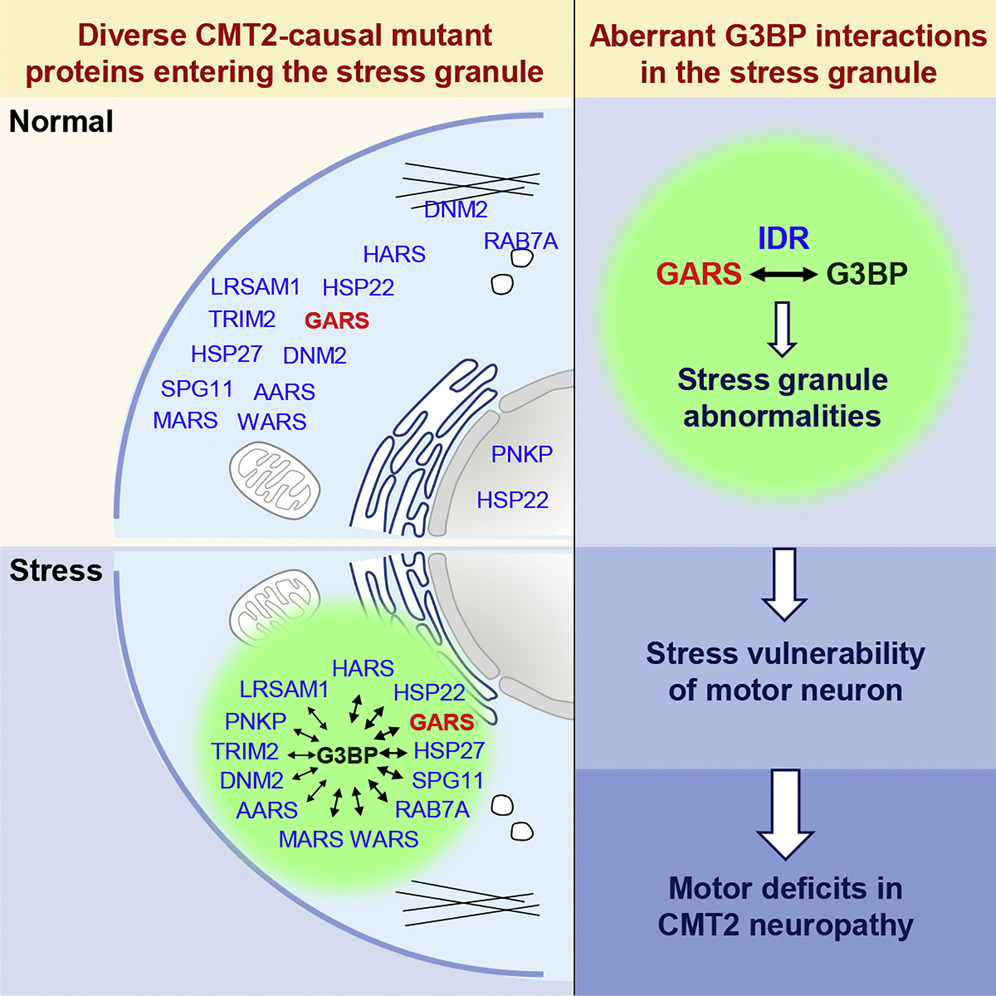 Diverse CMT2-causal mutant
proteins entering the stress granule
Normal
DNM2
RAB7A
HARS
LRSAM1 HSP22
TRIM2 GARS
HSP27 DNM2
SPG11 AARS
MARS WARS
PNKP
HSP22
Stress
HARS
LRSAM1 HSP22
PNKP GARS
TRIM2 G3BP HSP27
DNM2 SPG11
AARS RAB7A
MARS WARS
Aberrant G3BP interactions
in the stress granule
IDR
GARS G3BP
Stress granule
abnormalities
Stress vulnerability
of motor neuron
Motor deficits in
CMT2 neuropathy